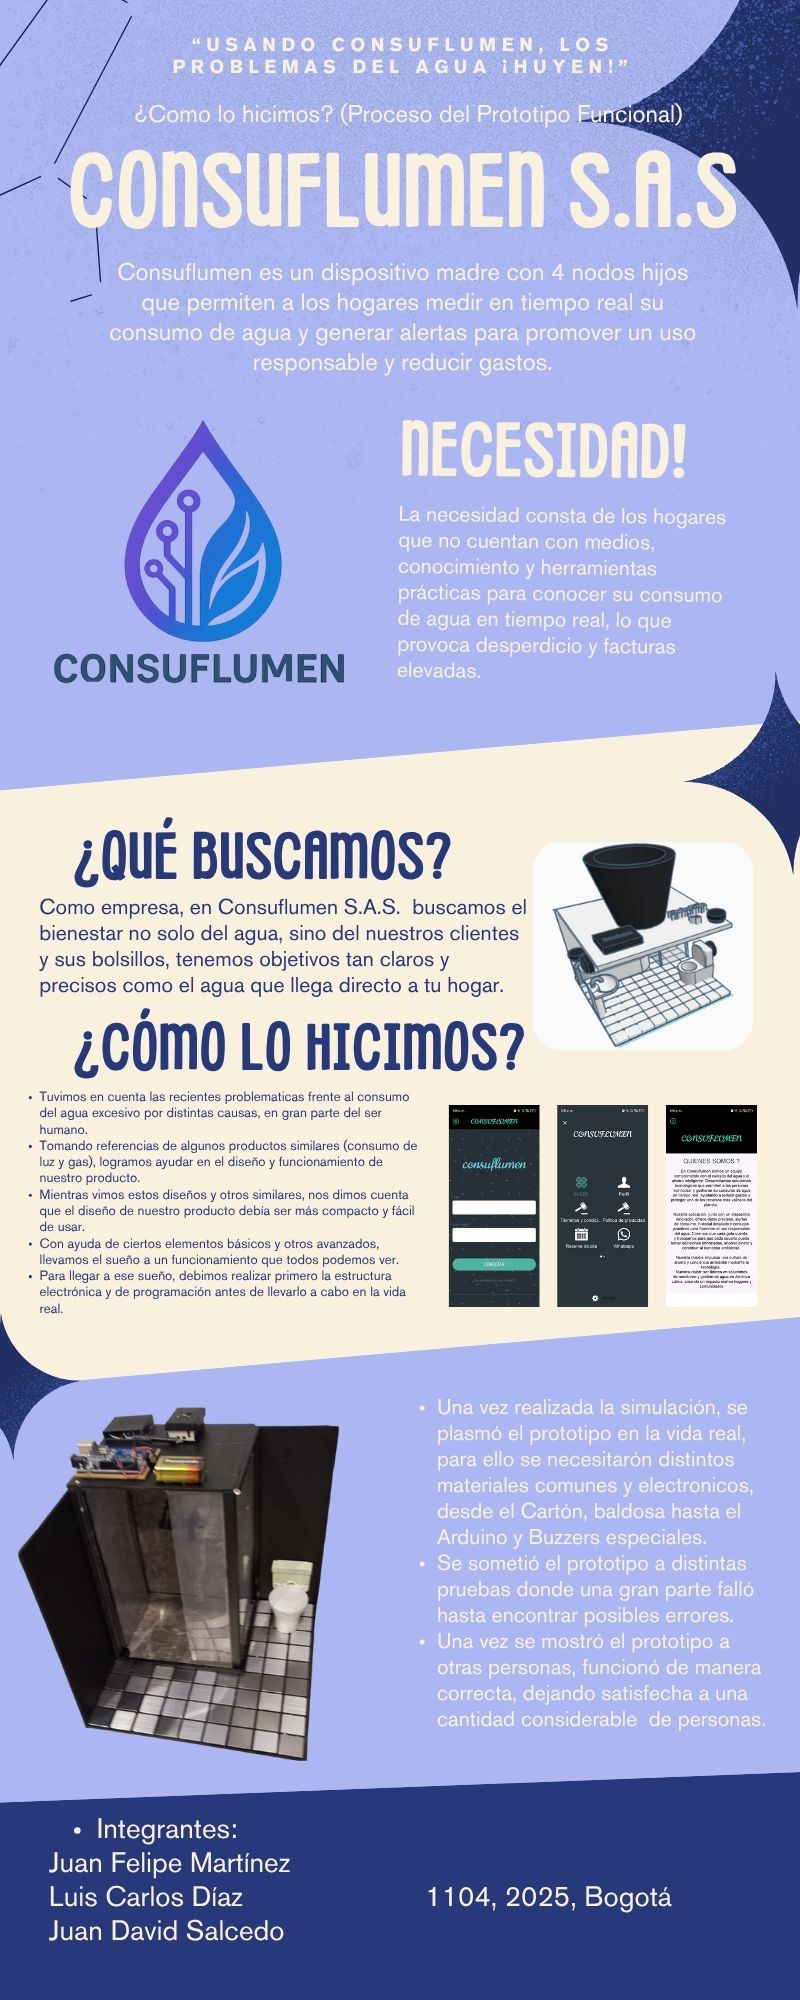 “USANDO CONSUFLUMEN, LOS
PROBLEMAS DEL AGUA ¡HUYEN!”
¿Como lo hicimos? (Proceso del Prototipo Funcional)
CONSUFLUMEN S.A.S
Consuflumen es un dispositivo madre con 4 nodos hijos
que permiten a los hogares medir en tiempo real su
consumo de agua y generar alertas para promover un uso
responsable y reducir gastos.
CONSUFLUMEN
NECESIDAD!
La necesidad consta de los hogares
que no cuentan con medios,
conocimiento y herramientas
prácticas para conocer su consumo
de agua en tiempo real, lo que
provoca desperdicio y facturas
elevadas.
¿QUÉ BUSCAMOS?
Como empresa, en Consuflumen S.A.S. buscamos el
bienestar no solo del agua, sino del nuestros clientes
y sus bolsillos, tenemos objetivos tan claros y
precisos como el agua que llega directo a tu hogar.
¿CÓMO LO HICIMOS?
• Tuvimos en cuenta las recientes problematicas frente al consumo
del agua excesivo por distintas causas, en gran parte del ser
humano.
• Tomando referencias de algunos productos similares (consumo de
luz y gas), logramos ayudar en el diseño y funcionamiento de
nuestro producto.
• Mientras vimos estos diseños y otros similares, nos dimos cuenta
que el diseño de nuestro producto debía ser más compacto y fácil
de usar.
• Con ayuda de ciertos elementos básicos y otros avanzados,
llevamos el sueño a un funcionamiento que todos podemos ver.
• Para llegar a ese sueño, debimos realizar primero la estructura
electrónica y de programación antes de llevarlo a cabo en la vida
real.
CONSUFLUMEN
consuflumen
CONECTAR
CONSUFLUMEN
INICIO
Perfil
Términos y condici..
Política de privacidad
Reserva de cita
Whatsapp
CONSUFLUMEN
QUIENES SOMOS ?
• Una vez realizada la simulación, se
plasmó el prototipo en la vida real,
para ello se necesitarón distintos
materiales comunes y electronicos,
desde el Cartón, baldosa hasta el
Arduino y Buzzers especiales.
• Se sometió el prototipo a distintas
pruebas donde una gran parte falló
hasta encontrar posibles errores.
• Una vez se mostró el prototipo a
otras personas, funcionó de manera
correcta, dejando satisfecha a una
cantidad considerable de personas.
• Integrantes:
Juan Felipe Martínez
Luis Carlos Díaz
Juan David Salcedo
1104, 2025, Bogotá